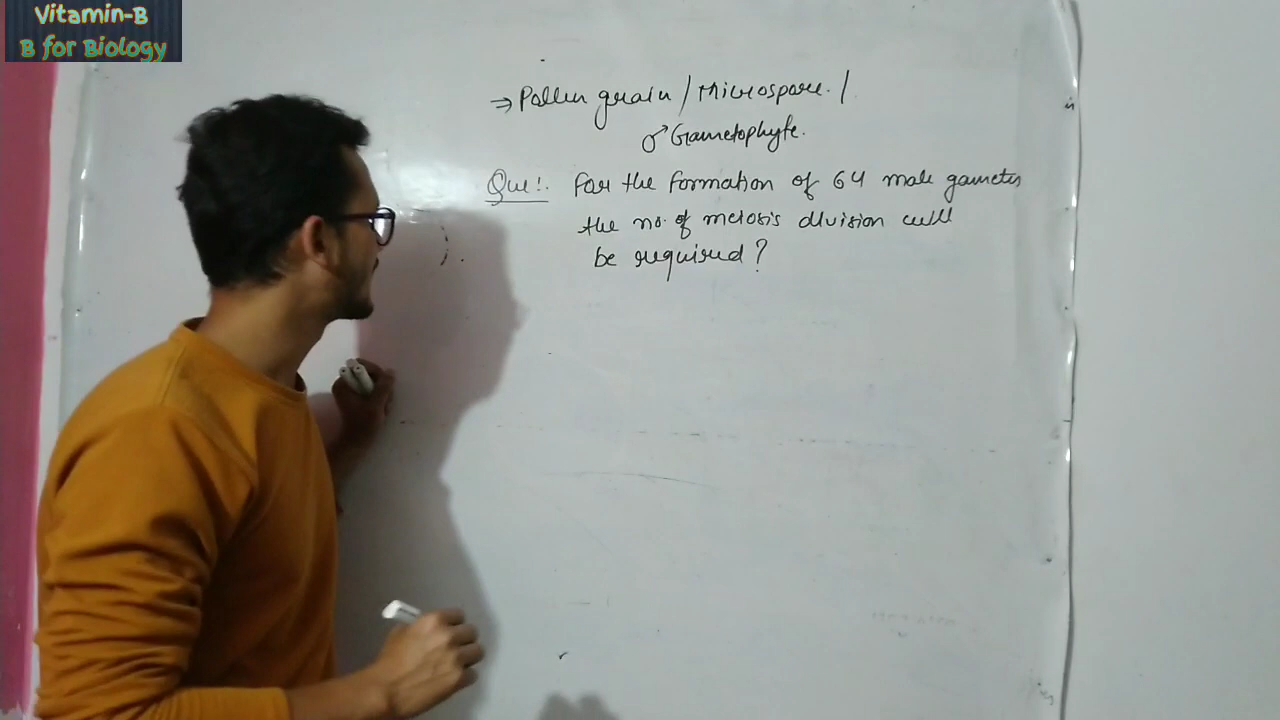 Vitamin-B
B for Biology
→ Pollen grain / Microspore. /
♂ Gametophyte.
Que!. For the formation of 64 male gametes
the no. of meiosis division will
be required?